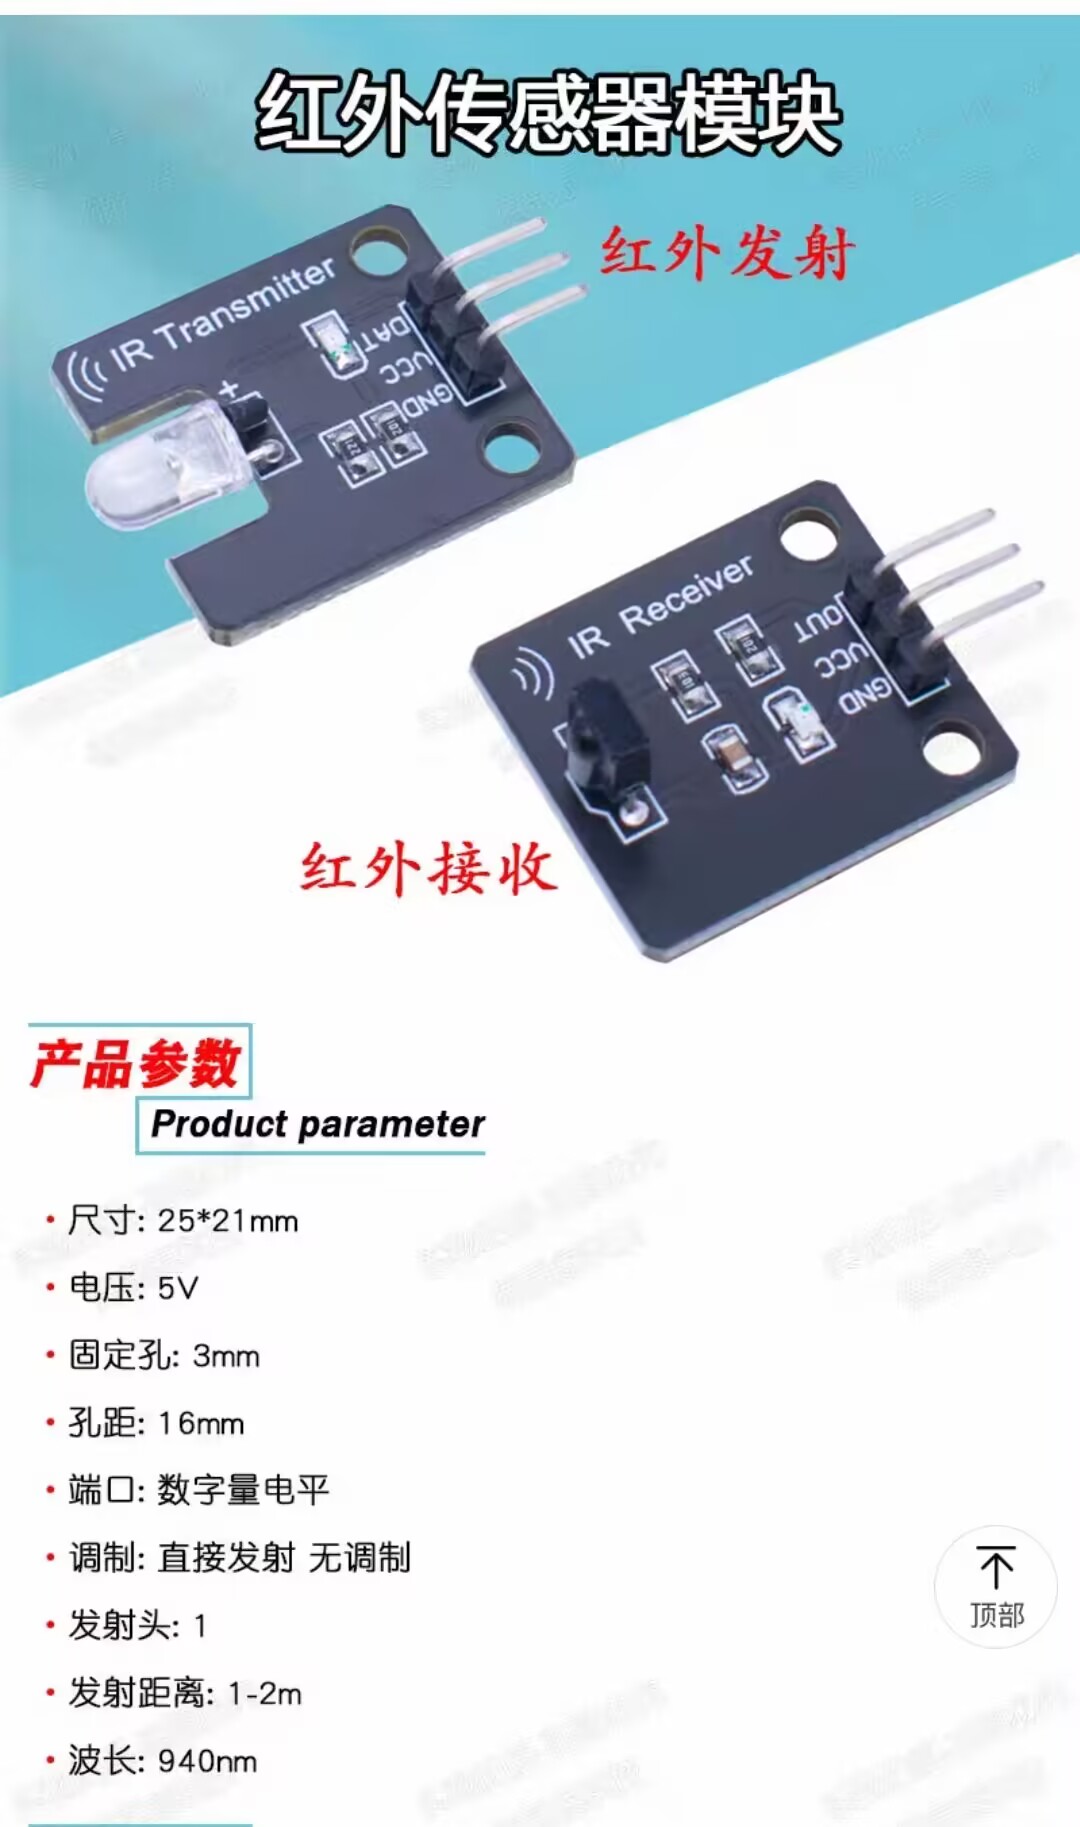 红外传感器模块
红外发射
IR Transmitter
DAT
VCC
GND
+
122
102
IR Receiver
OUT
VCC
GND
102
103
红外接收
产品参数
Product parameter
• 尺寸: 25*21mm
• 电压: 5V
• 固定孔: 3mm
• 孔距: 16mm
• 端口: 数字量电平
• 调制: 直接发射 无调制
• 发射头: 1
• 发射距离: 1-2m
• 波长: 940nm
顶部